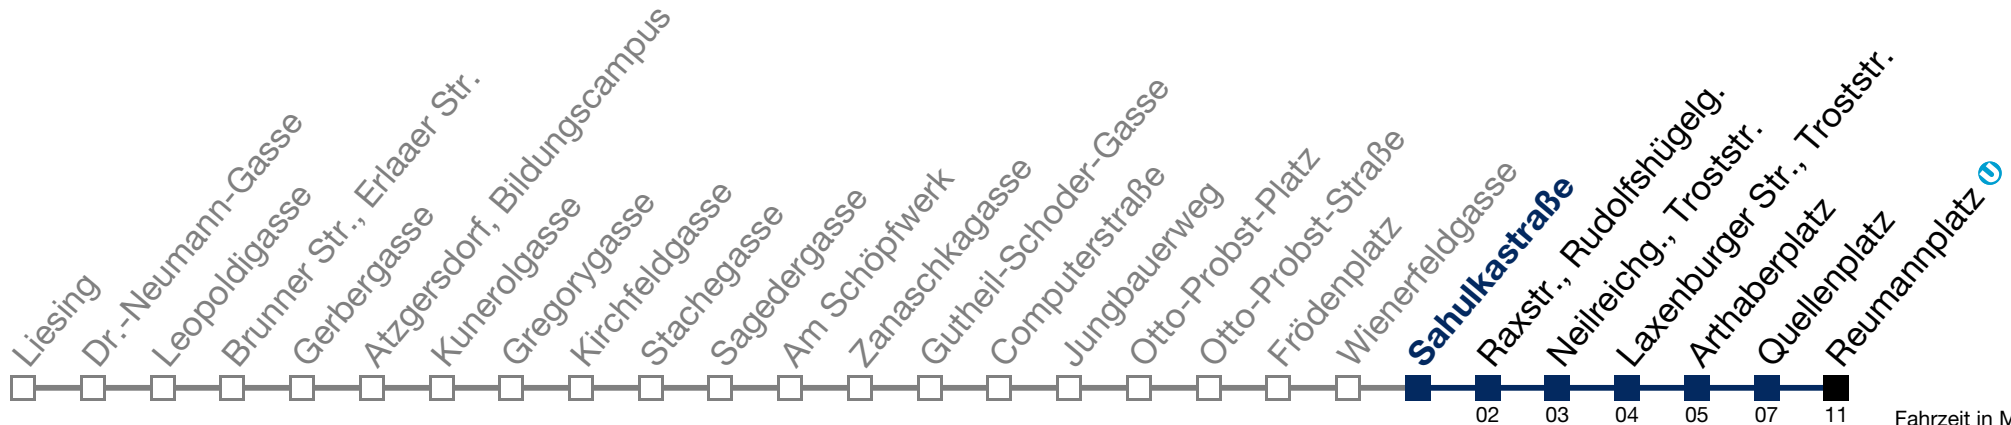 Liesing
Dr.-Neumann-Gasse
Leopoldigasse
Brunner Str., Erlaaer Str.
Gerbergasse
Atzgersdorf, Bildungscampus
Kunerolgasse
Gregorygasse
Kirchfeldgasse
Stachegasse
Sagedergasse
Am Schöpfwerk
Zanaschkagasse
Gutheil-Schoder-Gasse
Computerstraße
Jungbauerweg
Otto-Probst-Platz
Otto-Probst-Straße
Frödenplatz
Wienerfeldgasse
Sahulkastraße
Raxstr., Rudolfshügelg.
Neilreichg., Troststr.
Laxenburger Str., Troststr.
Arthaberplatz
Quellenplatz
Reumannplatz U
02 03 04 05 07 11
Fahrzeit in M